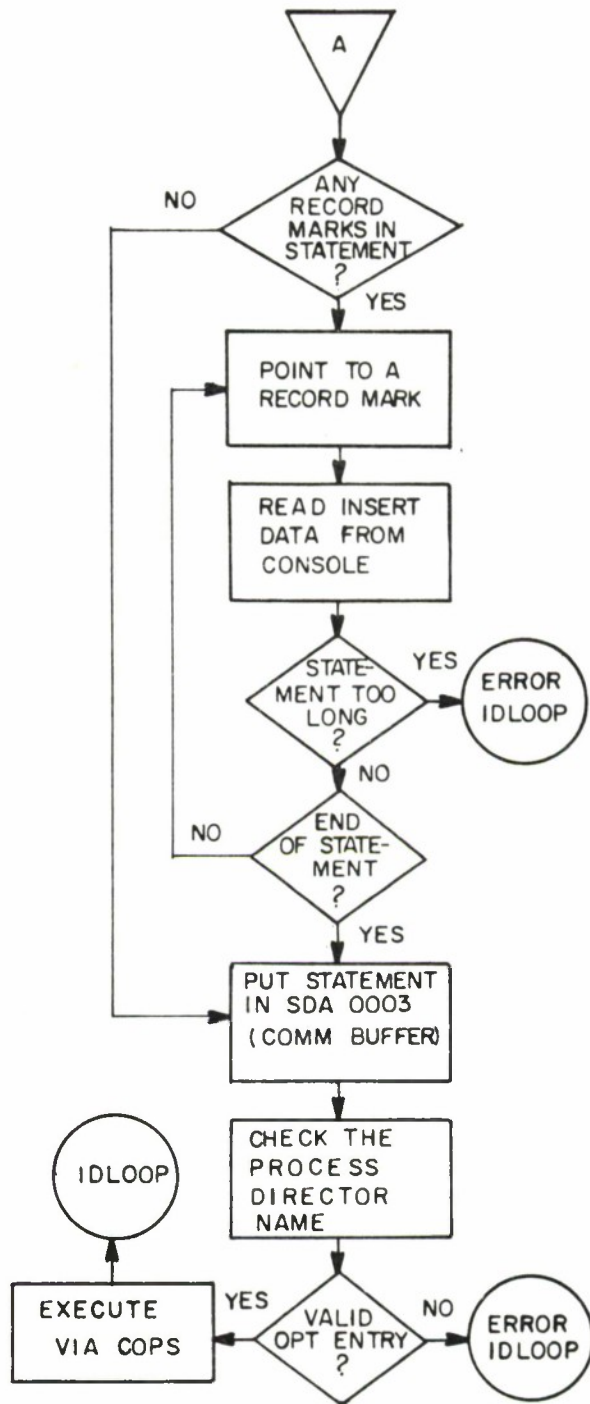 A
NO
ANY
RECORD
MARKS IN
STATEMENT
?
YES
POINT TO A
RECORD MARK
READ INSERT
DATA FROM
CONSOLE
STATE-
MENT TOO
LONG
?
YES
ERROR
IDLOOP
NO
NO
END
OF STATE-
MENT
?
YES
PUT STATEMENT
IN SDA 0003
(COMM BUFFER)
CHECK THE
PROCESS
DIRECTOR
NAME
IDLOOP
EXECUTE
VIA COPS
YES
VALID
OPT ENTRY
?
NO
ERROR
IDLOOP